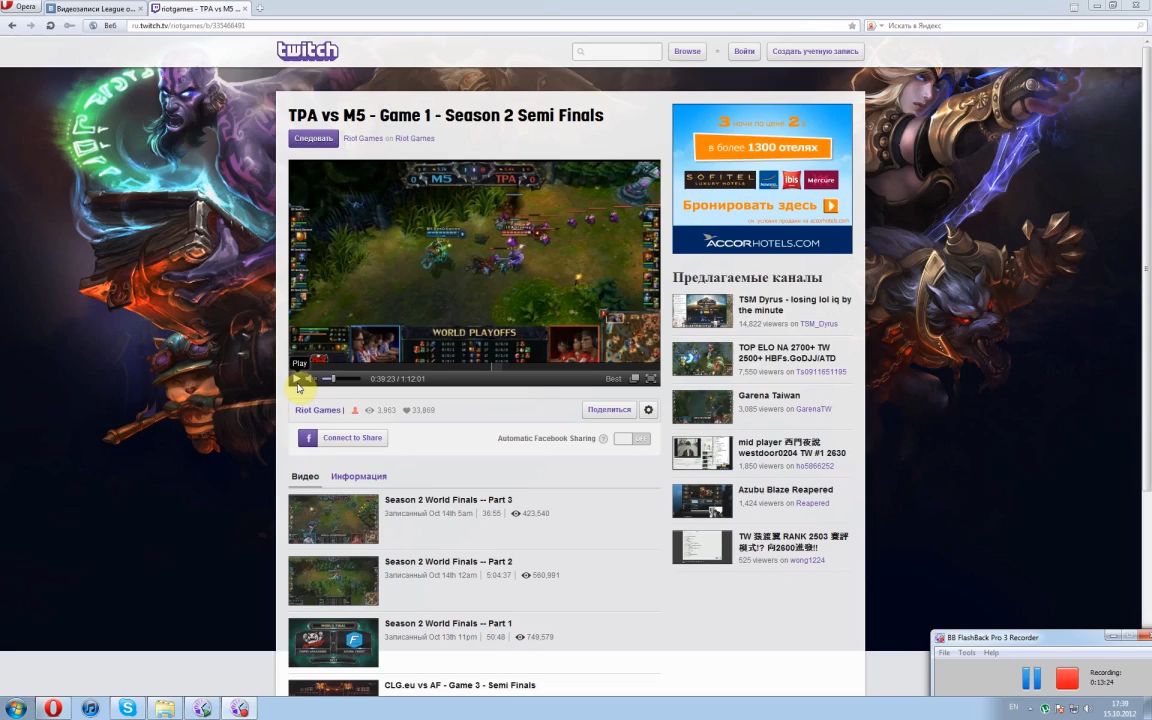 Opera
Видеозаписи League o...
riotgames - TPA vs M5 ...
Веб
ru.twitch.tv/riotgames/b/335466491
Искать в Яндекс
twitch
Browse
Войти
Создать учетную запись
TPA vs M5 - Game 1 - Season 2 Semi Finals
Следовать
Riot Games on Riot Games
0 M5 TPA 0
WORLD PLAYOFFS
Play
0:39:23 / 1:12:01
Best
Riot Games |
3,963
33,869
Поделиться
Connect to Share
Automatic Facebook Sharing
OFF
Видео
Информация
Season 2 World Finals -- Part 3
Записанный Oct 14th 5am | 36:55
423,540
Season 2 World Finals -- Part 2
Записанный Oct 14th 12am | 5:04:37
560,991
Season 2 World Finals -- Part 1
Записанный Oct 13th 11pm | 50:48
749,579
CLG.eu vs AF - Game 3 - Semi Finals
3 ночи по цене 2
в более 1300 отелях
SOFITEL
LUXURY HOTELS
ibis
Mercure
Бронировать здесь
ACCORHOTELS.COM
Предлагаемые каналы
TSM Dyrus - losing lol iq by
the minute
14,822 viewers on TSM_Dyrus
TOP ELO NA 2700+ TW
2500+ HBFs.GoDJJ/ATD
7,550 viewers on Ts0911651195
Garena Taiwan
3,085 viewers on GarenaTW
mid player 西門夜說
westdoor0204 TW #1 2630
1,850 viewers on ho5866252
Azubu Blaze Reapered
1,424 viewers on Reapered
RANK 2503
2600
525 viewers on wong1224
BB FlashBack Pro 3 Recorder
File Tools Help
Recording:
0:13:24
EN
17:39
15.10.2012